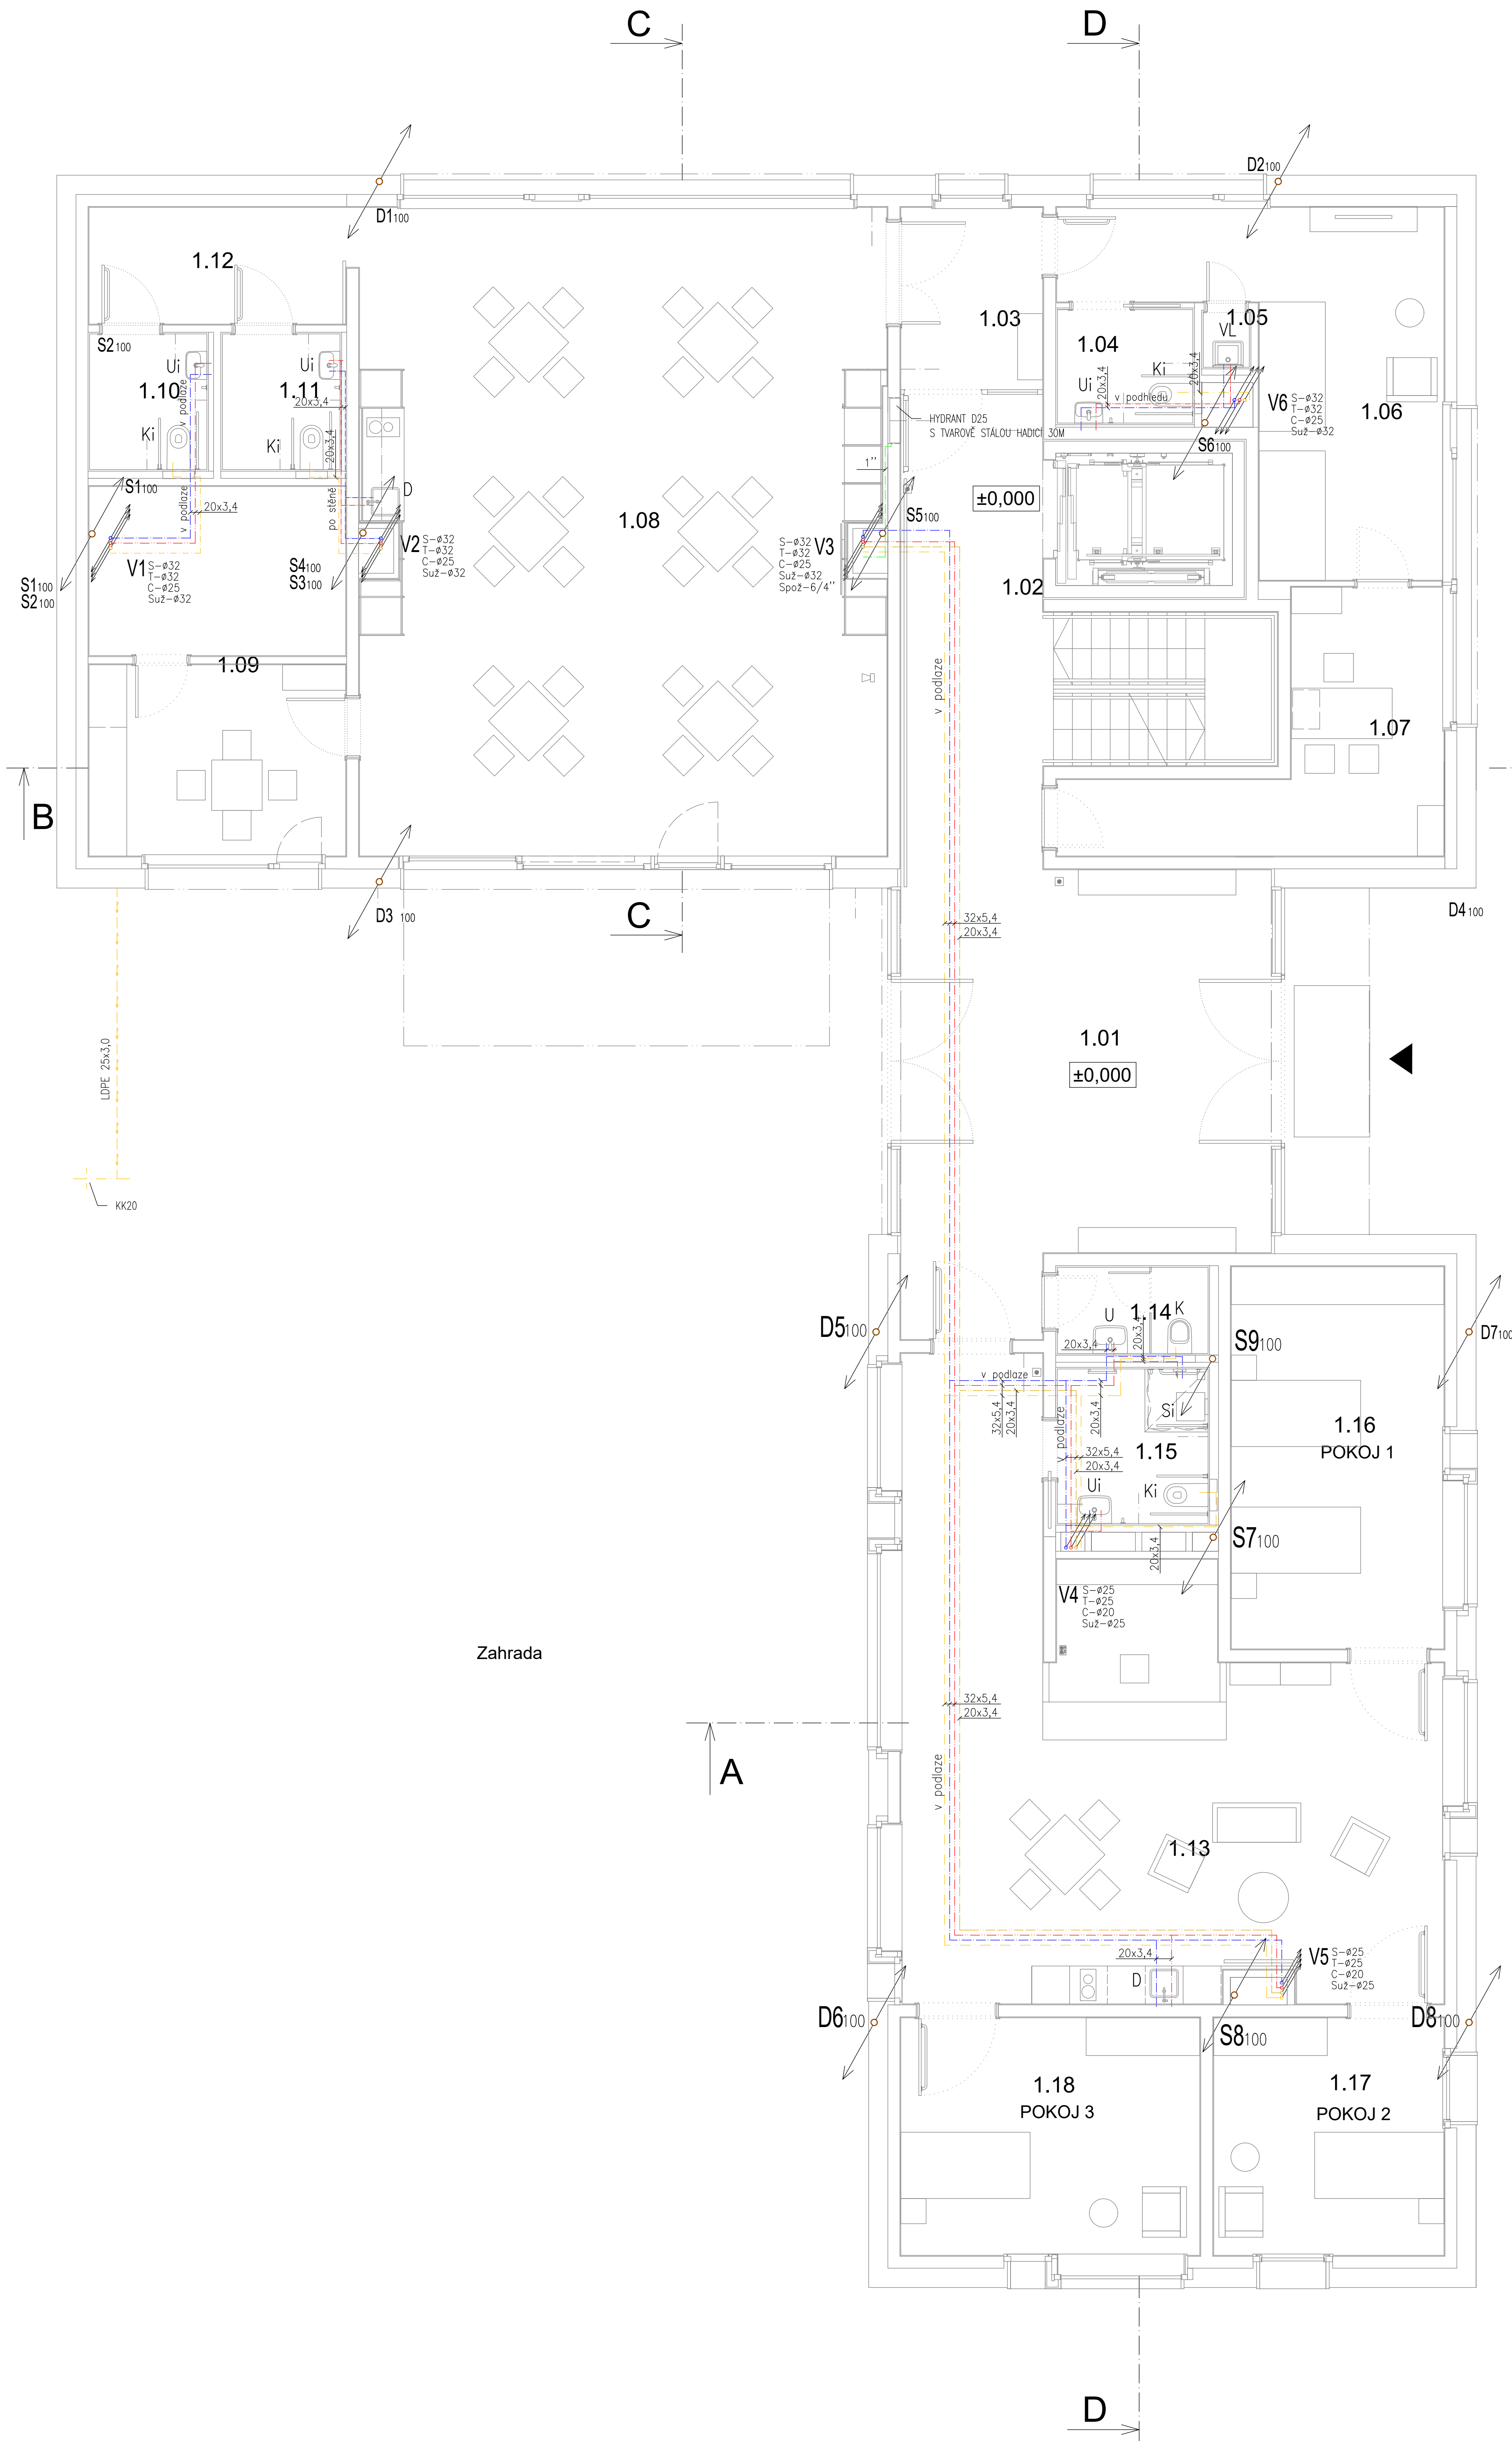 C
D
D1100
D2100
1.12
S2100
Ui
Ui
1.10
1.11
v podlaze
20x3,4
Ki
Ki
20x3,4
S1100
v podlaze
20x3,4
po stěně
D
V1
S-ø32
T-ø32
C-ø25
Suž-ø32
S1100
S2100
S4100
S3100
V2
S-ø32
T-ø32
C-ø25
Suž-ø32
1.08
1''
S-ø32
T-ø32
C-ø25
Suž-ø32
Spož-6/4''
V3
S5100
1.03
1.04
1.05
VL
Ki
Ui
20x3,4
20x3,4
v podhledu
HYDRANT D25
S TVAROVĚ STÁLOU HADICÍ 30M
V6
S-ø32
T-ø32
C-ø25
Suž-ø32
1.06
S6100
±0,000
1.02
1.09
v podlaze
1.07
B
D3 100
C
32x5,4
20x3,4
D4100
1.01
±0,000
LDPE 25x3,0
KK20
D5100
U
1.14
K
20x3,4
20x3,4
S9100
D7100
v podlaze
32x5,4
20x3,4
20x3,4
v podlaze
Si
1.15
32x5,4
20x3,4
Ui
Ki
1.16
POKOJ 1
S7100
20x3,4
V4
S-ø25
T-ø25
C-ø20
Suž-ø25
Zahrada
32x5,4
20x3,4
A
v podlaze
1.13
20x3,4
D
V5
S-ø25
T-ø25
C-ø20
Suž-ø25
D6100
S8100
D8100
1.18
POKOJ 3
1.17
POKOJ 2
D